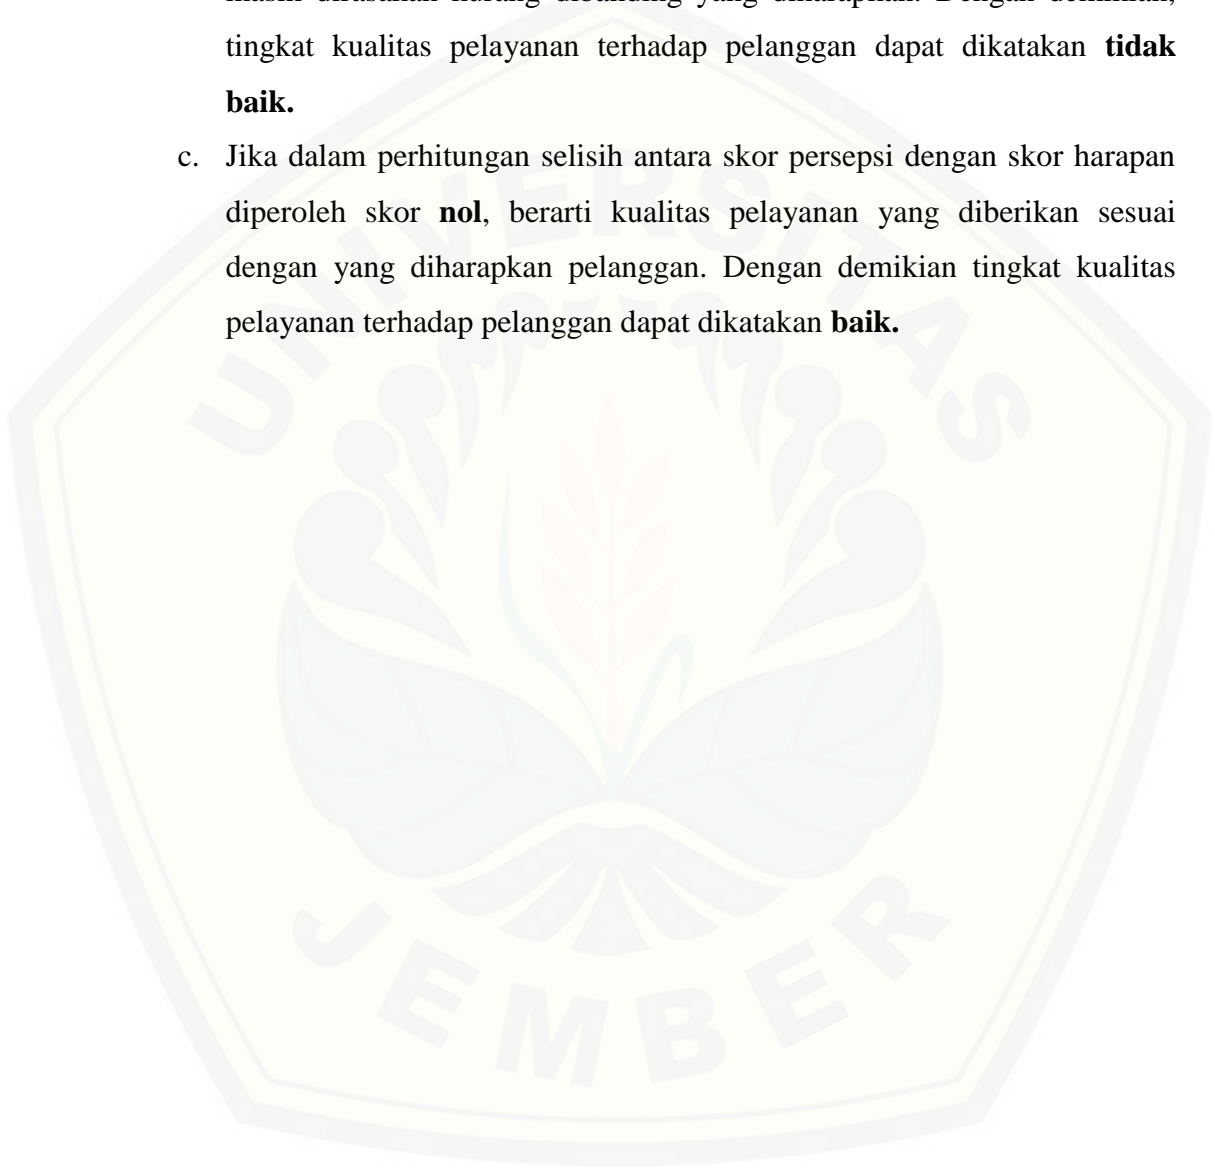 tingkat kualitas pelayanan terhadap pelanggan dapat dikatakan tidak
baik.
c. Jika dalam perhitungan selisih antara skor persepsi dengan skor harapan
diperoleh skor nol, berarti kualitas pelayanan yang diberikan sesuai
dengan yang diharapkan pelanggan. Dengan demikian tingkat kualitas
pelayanan terhadap pelanggan dapat dikatakan baik.
UNIVERSITAS
JEMBER